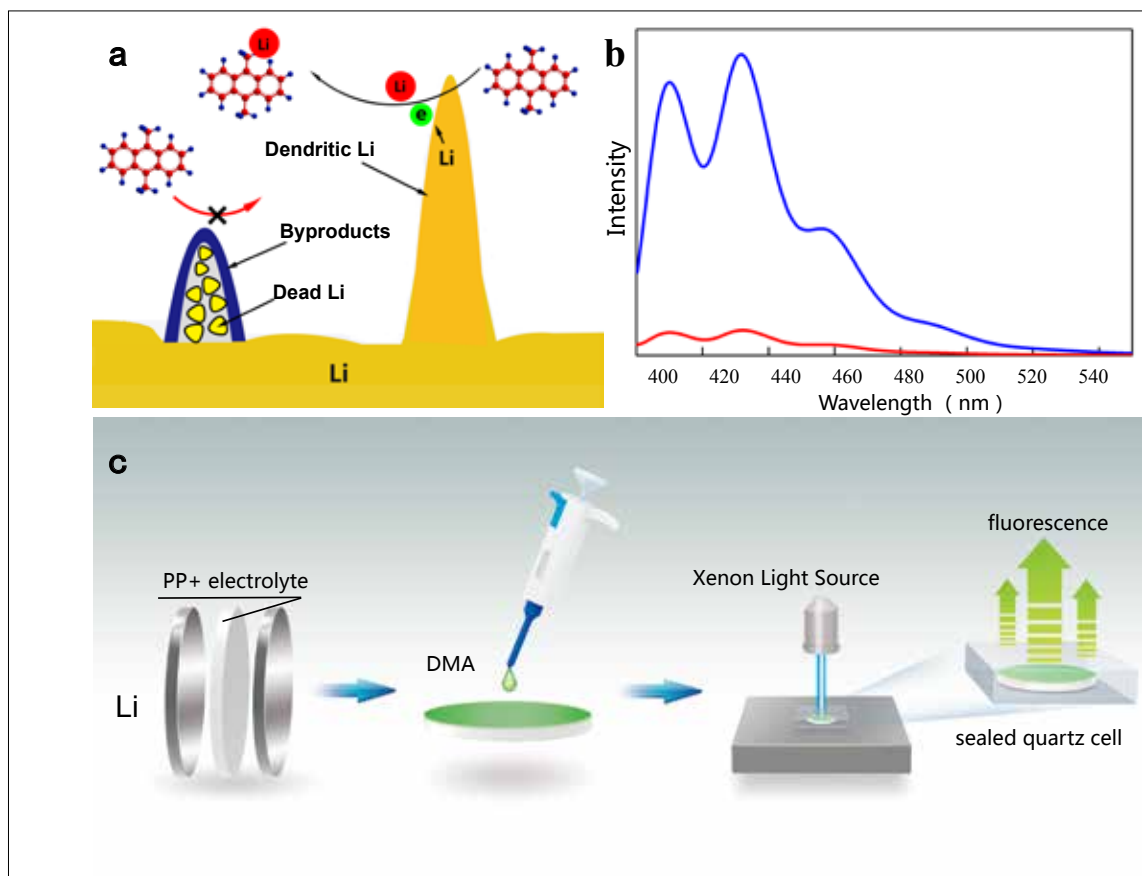 a
Li
Li
e
Li
Dendritic Li
Byproducts
Dead Li
Li
b
Intensity
400 420 440 460 480 500 520 540
Wavelength ( nm )
c
PP+ electrolyte
Li
DMA
Xenon Light Source
fluorescence
sealed quartz cell